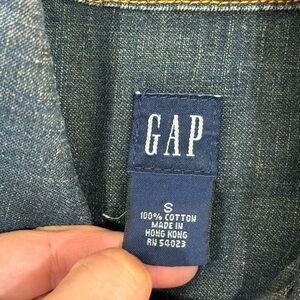 GAP
S
100% COTTON
MADE IN
HONG KONG
RN 54023